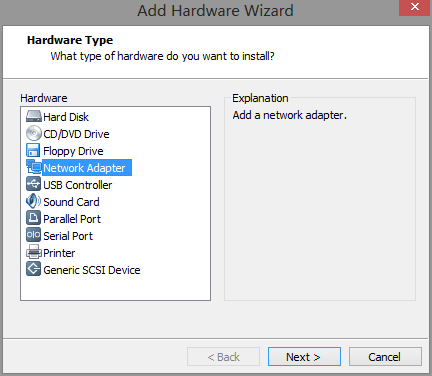 Add Hardware Wizard
Hardware Type
What type of hardware do you want to install?
Hardware
Hard Disk
CD/DVD Drive
Floppy Drive
Network Adapter
USB Controller
Sound Card
Parallel Port
Serial Port
Printer
Generic SCSI Device
Explanation
Add a network adapter.
< Back
Next >
Cancel